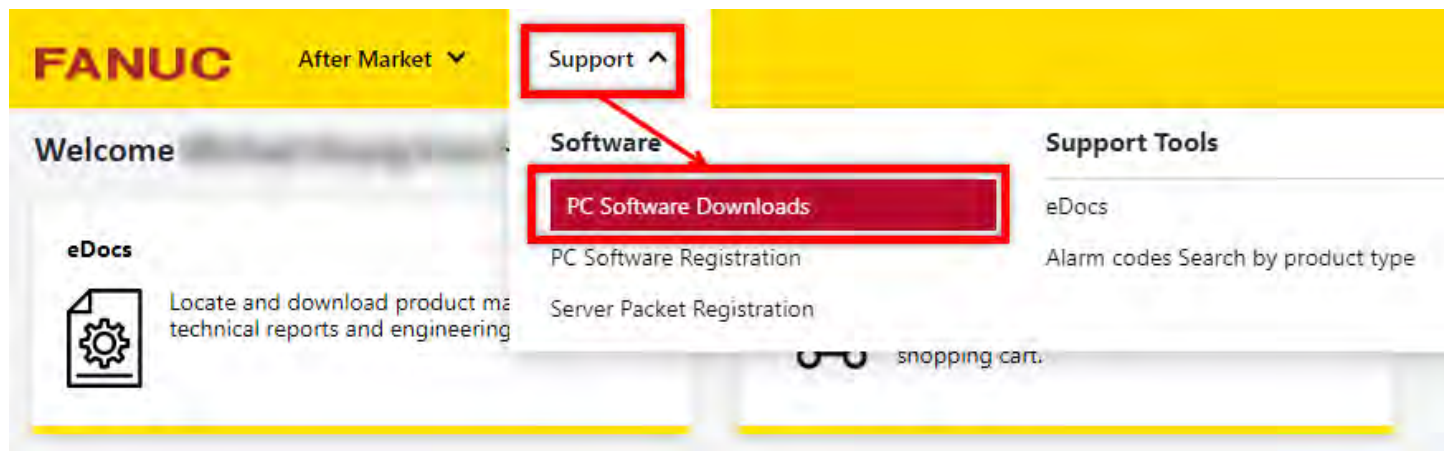 FANUC
After Market
Support
Welcome
Software
PC Software Downloads
PC Software Registration
Server Packet Registration
Support Tools
eDocs
Alarm codes Search by product type
eDocs
Locate and download product ma
technical reports and engineering
shopping cart.